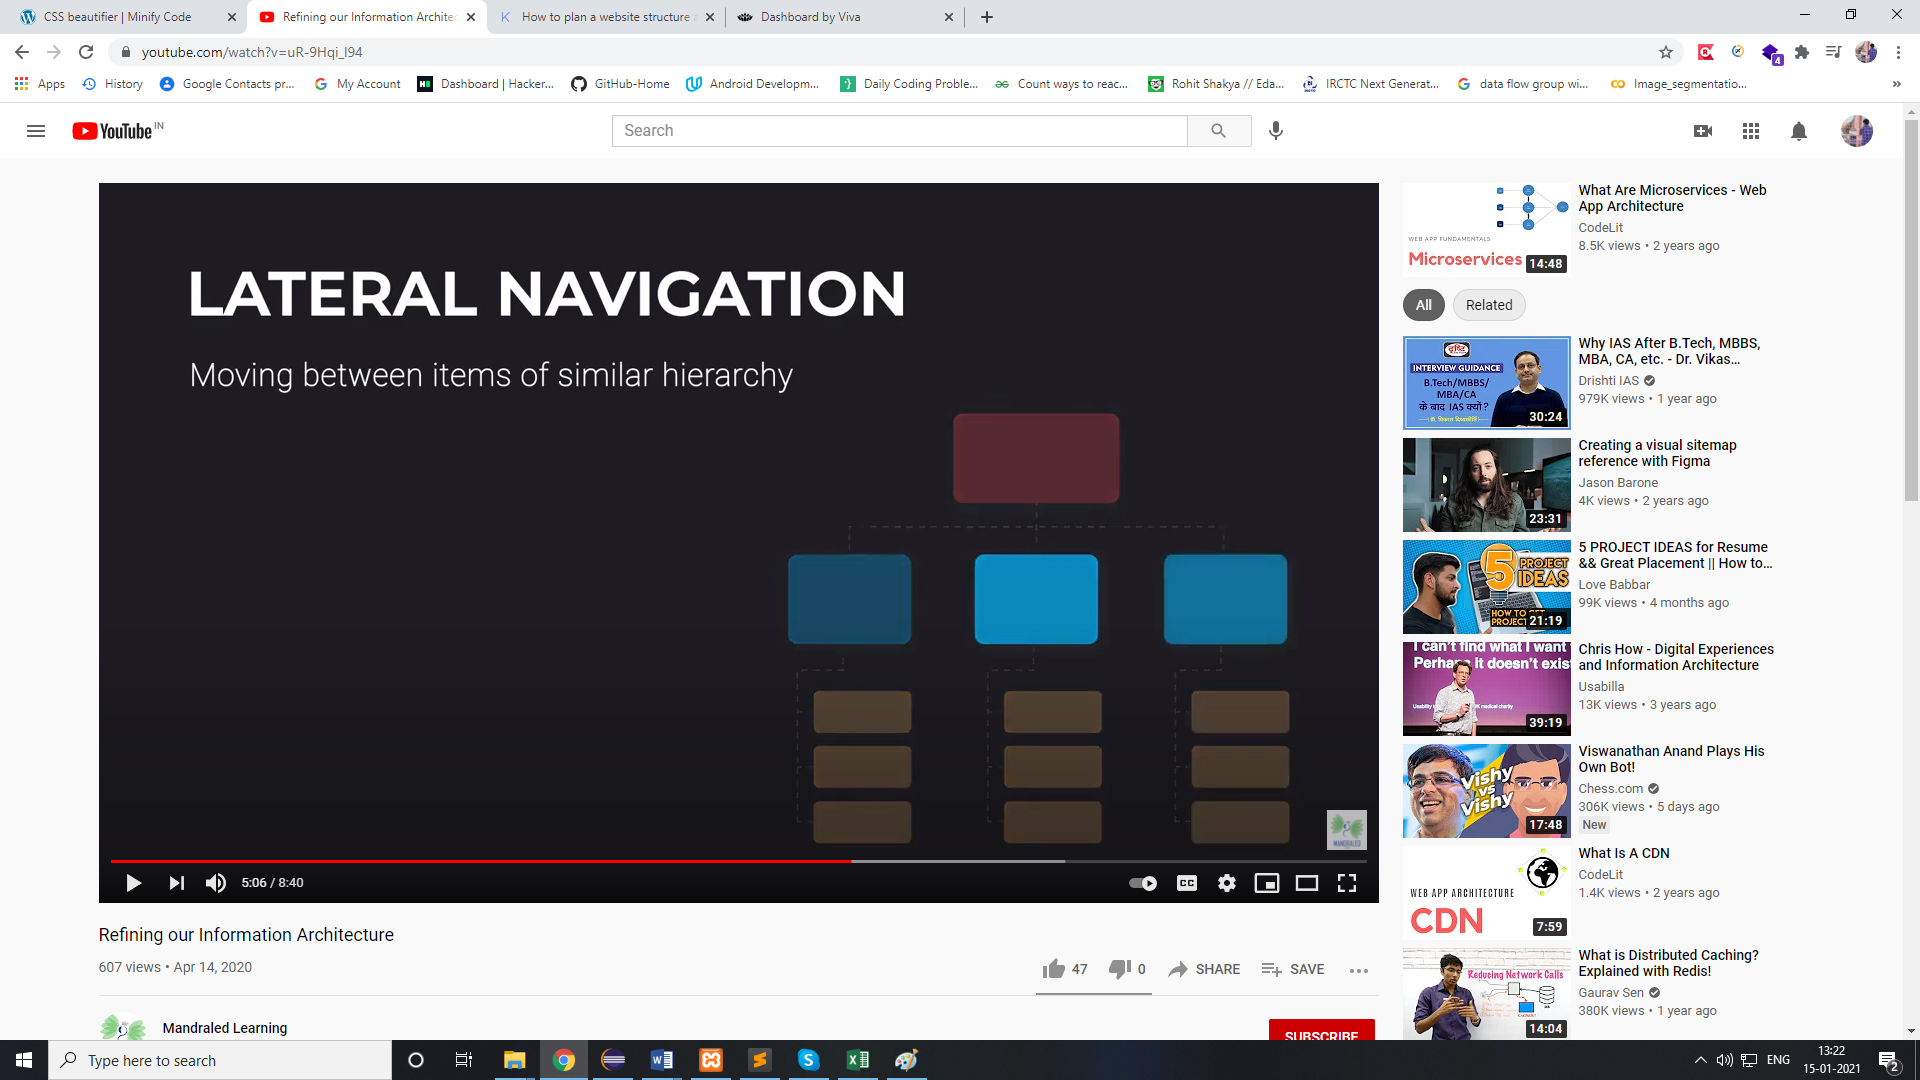 CSS beautifier | Minify Code
Refining our Information Architec
How to plan a website structure
Dashboard by Viva
youtube.com/watch?v=uR-9Hqi_I94
4
Apps
History
Google Contacts pr...
My Account
Dashboard | Hacker...
GitHub-Home
Android Developm...
Daily Coding Proble...
Count ways to reac...
Rohit Shakya // Eda...
IRCTC Next Generat...
data flow group wi...
Image_segmentatio...
YouTube IN
Search
LATERAL NAVIGATION
Moving between items of similar hierarchy
MANDRALED
5:06 / 8:40
CC
Refining our Information Architecture
607 views • Apr 14, 2020
47
0
SHARE
SAVE
Mandraled Learning
SUBSCRIBE
WEB APP FUNDAMENTALS
Microservices
14:48
What Are Microservices - Web
App Architecture
CodeLit
8.5K views • 2 years ago
All
Related
INTERVIEW GUIDANCE
B.Tech/MBBS/
MBA/CA
के बाद IAS क्यों?
30:24
Why IAS After B.Tech, MBBS,
MBA, CA, etc. - Dr. Vikas...
Drishti IAS
979K views • 1 year ago
23:31
Creating a visual sitemap
reference with Figma
Jason Barone
4K views • 2 years ago
5 PROJECT
IDEAS
HOW TO GET
PROJECT
21:19
5 PROJECT IDEAS for Resume
&& Great Placement || How to...
Love Babbar
99K views • 4 months ago
I can't find what I want
Perhaps it doesn't exis
39:19
Chris How - Digital Experiences
and Information Architecture
Usabilla
13K views • 3 years ago
Vishy
vs
Vishy
17:48
Viswanathan Anand Plays His
Own Bot!
Chess.com
306K views • 5 days ago
New
WEB APP ARCHITECTURE
CDN
7:59
What Is A CDN
CodeLit
1.4K views • 2 years ago
Reducing Network Calls
14:04
What is Distributed Caching?
Explained with Redis!
Gaurav Sen
380K views • 1 year ago
Type here to search
ENG
13:22
15-01-2021
2